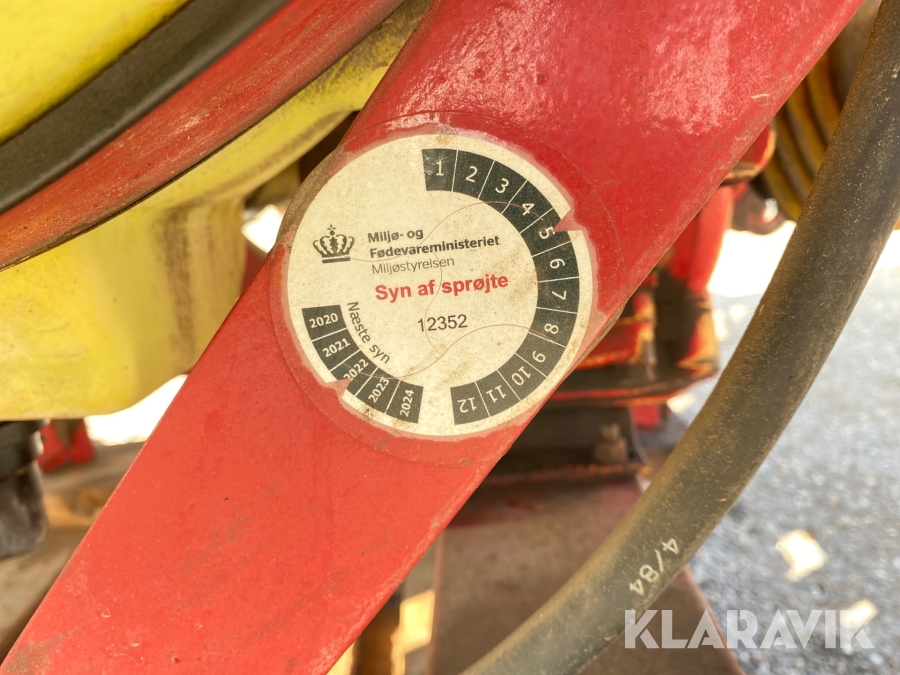 1 2 3 4 5 6 7 8 9 10 11 12
Miljø- og
Fødevareministeriet
Miljøstyrelsen
Syn af sprøjte
12352
Næste syn
2020 2021 2022 2023 2024
4/84
KLARAVIK